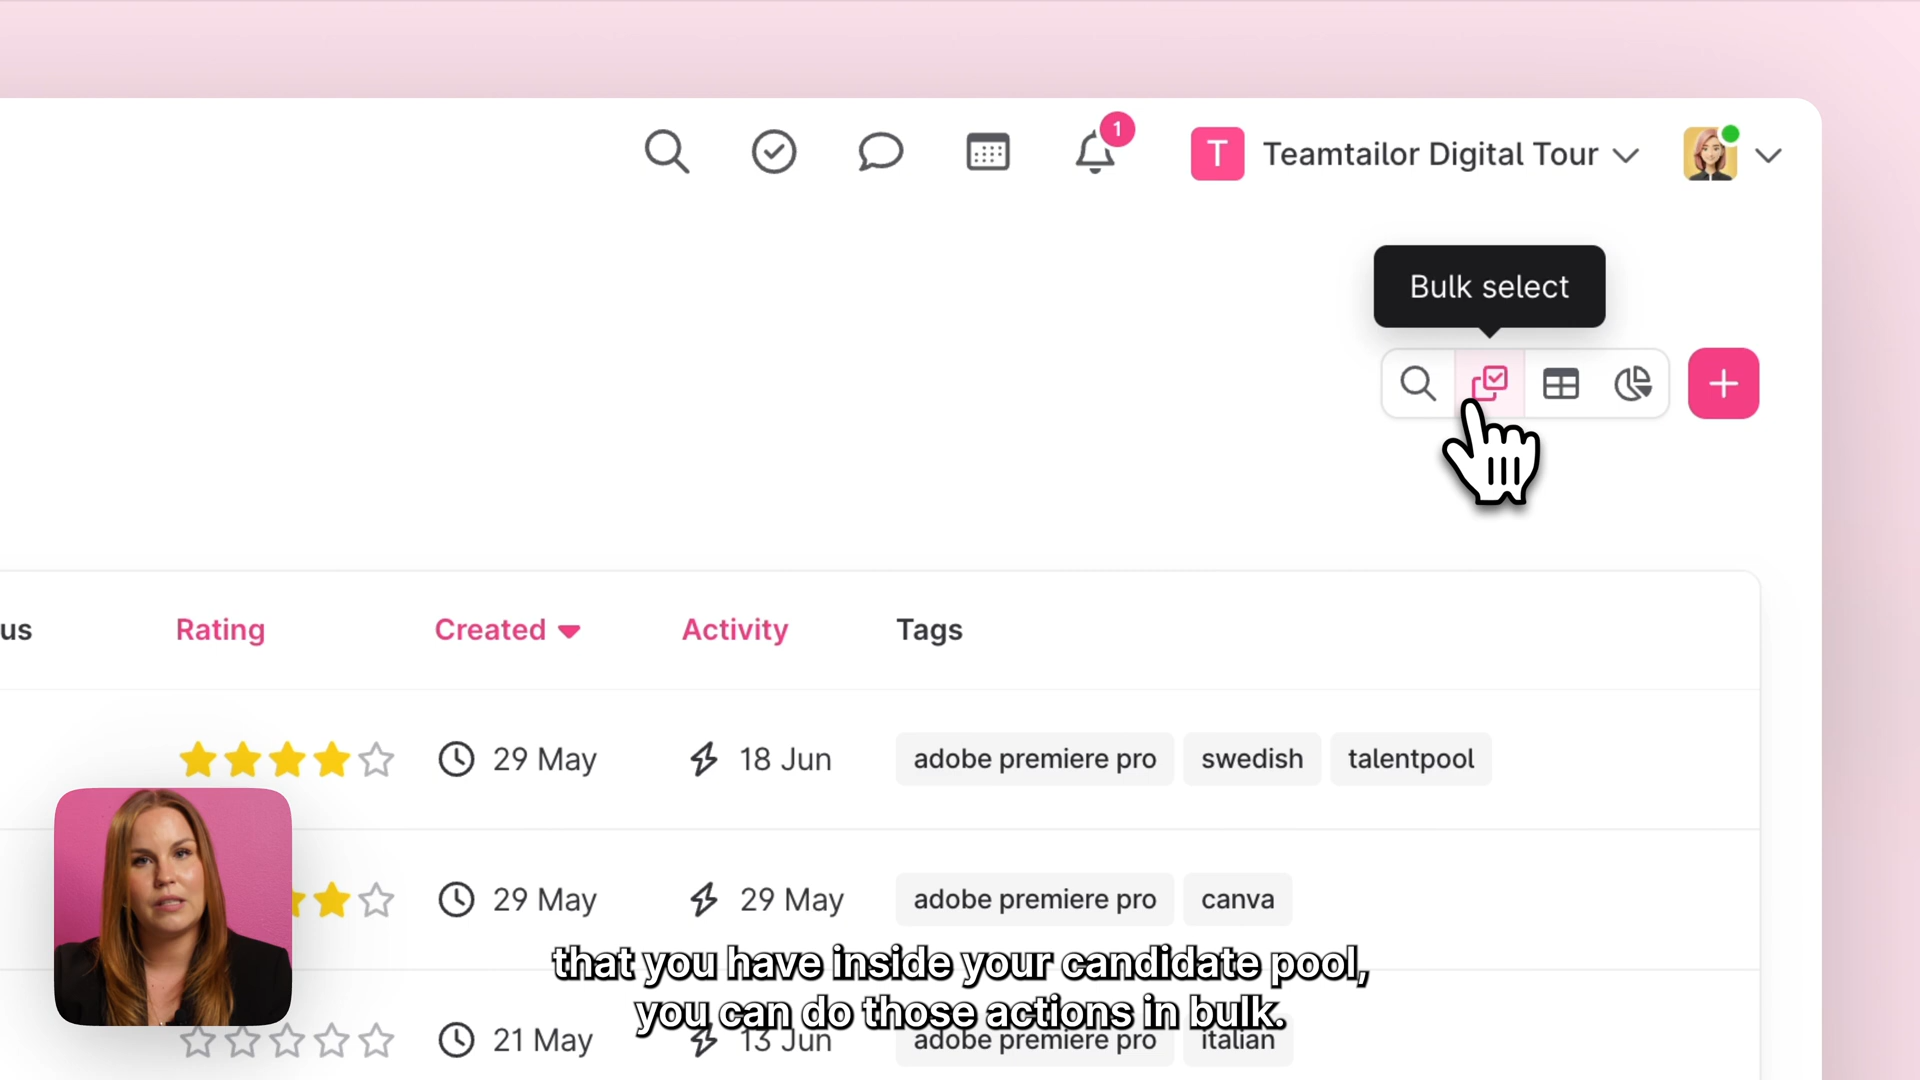 1
T
Teamtailor Digital Tour
Bulk select
us
Rating
Created
Activity
Tags
29 May
18 Jun
adobe premiere pro
swedish
talentpool
29 May
29 May
adobe premiere pro
canva
that you have inside your candidate pool,
you can do those actions in bulk.
21 May
13 Jun
adobe premiere pro
italian